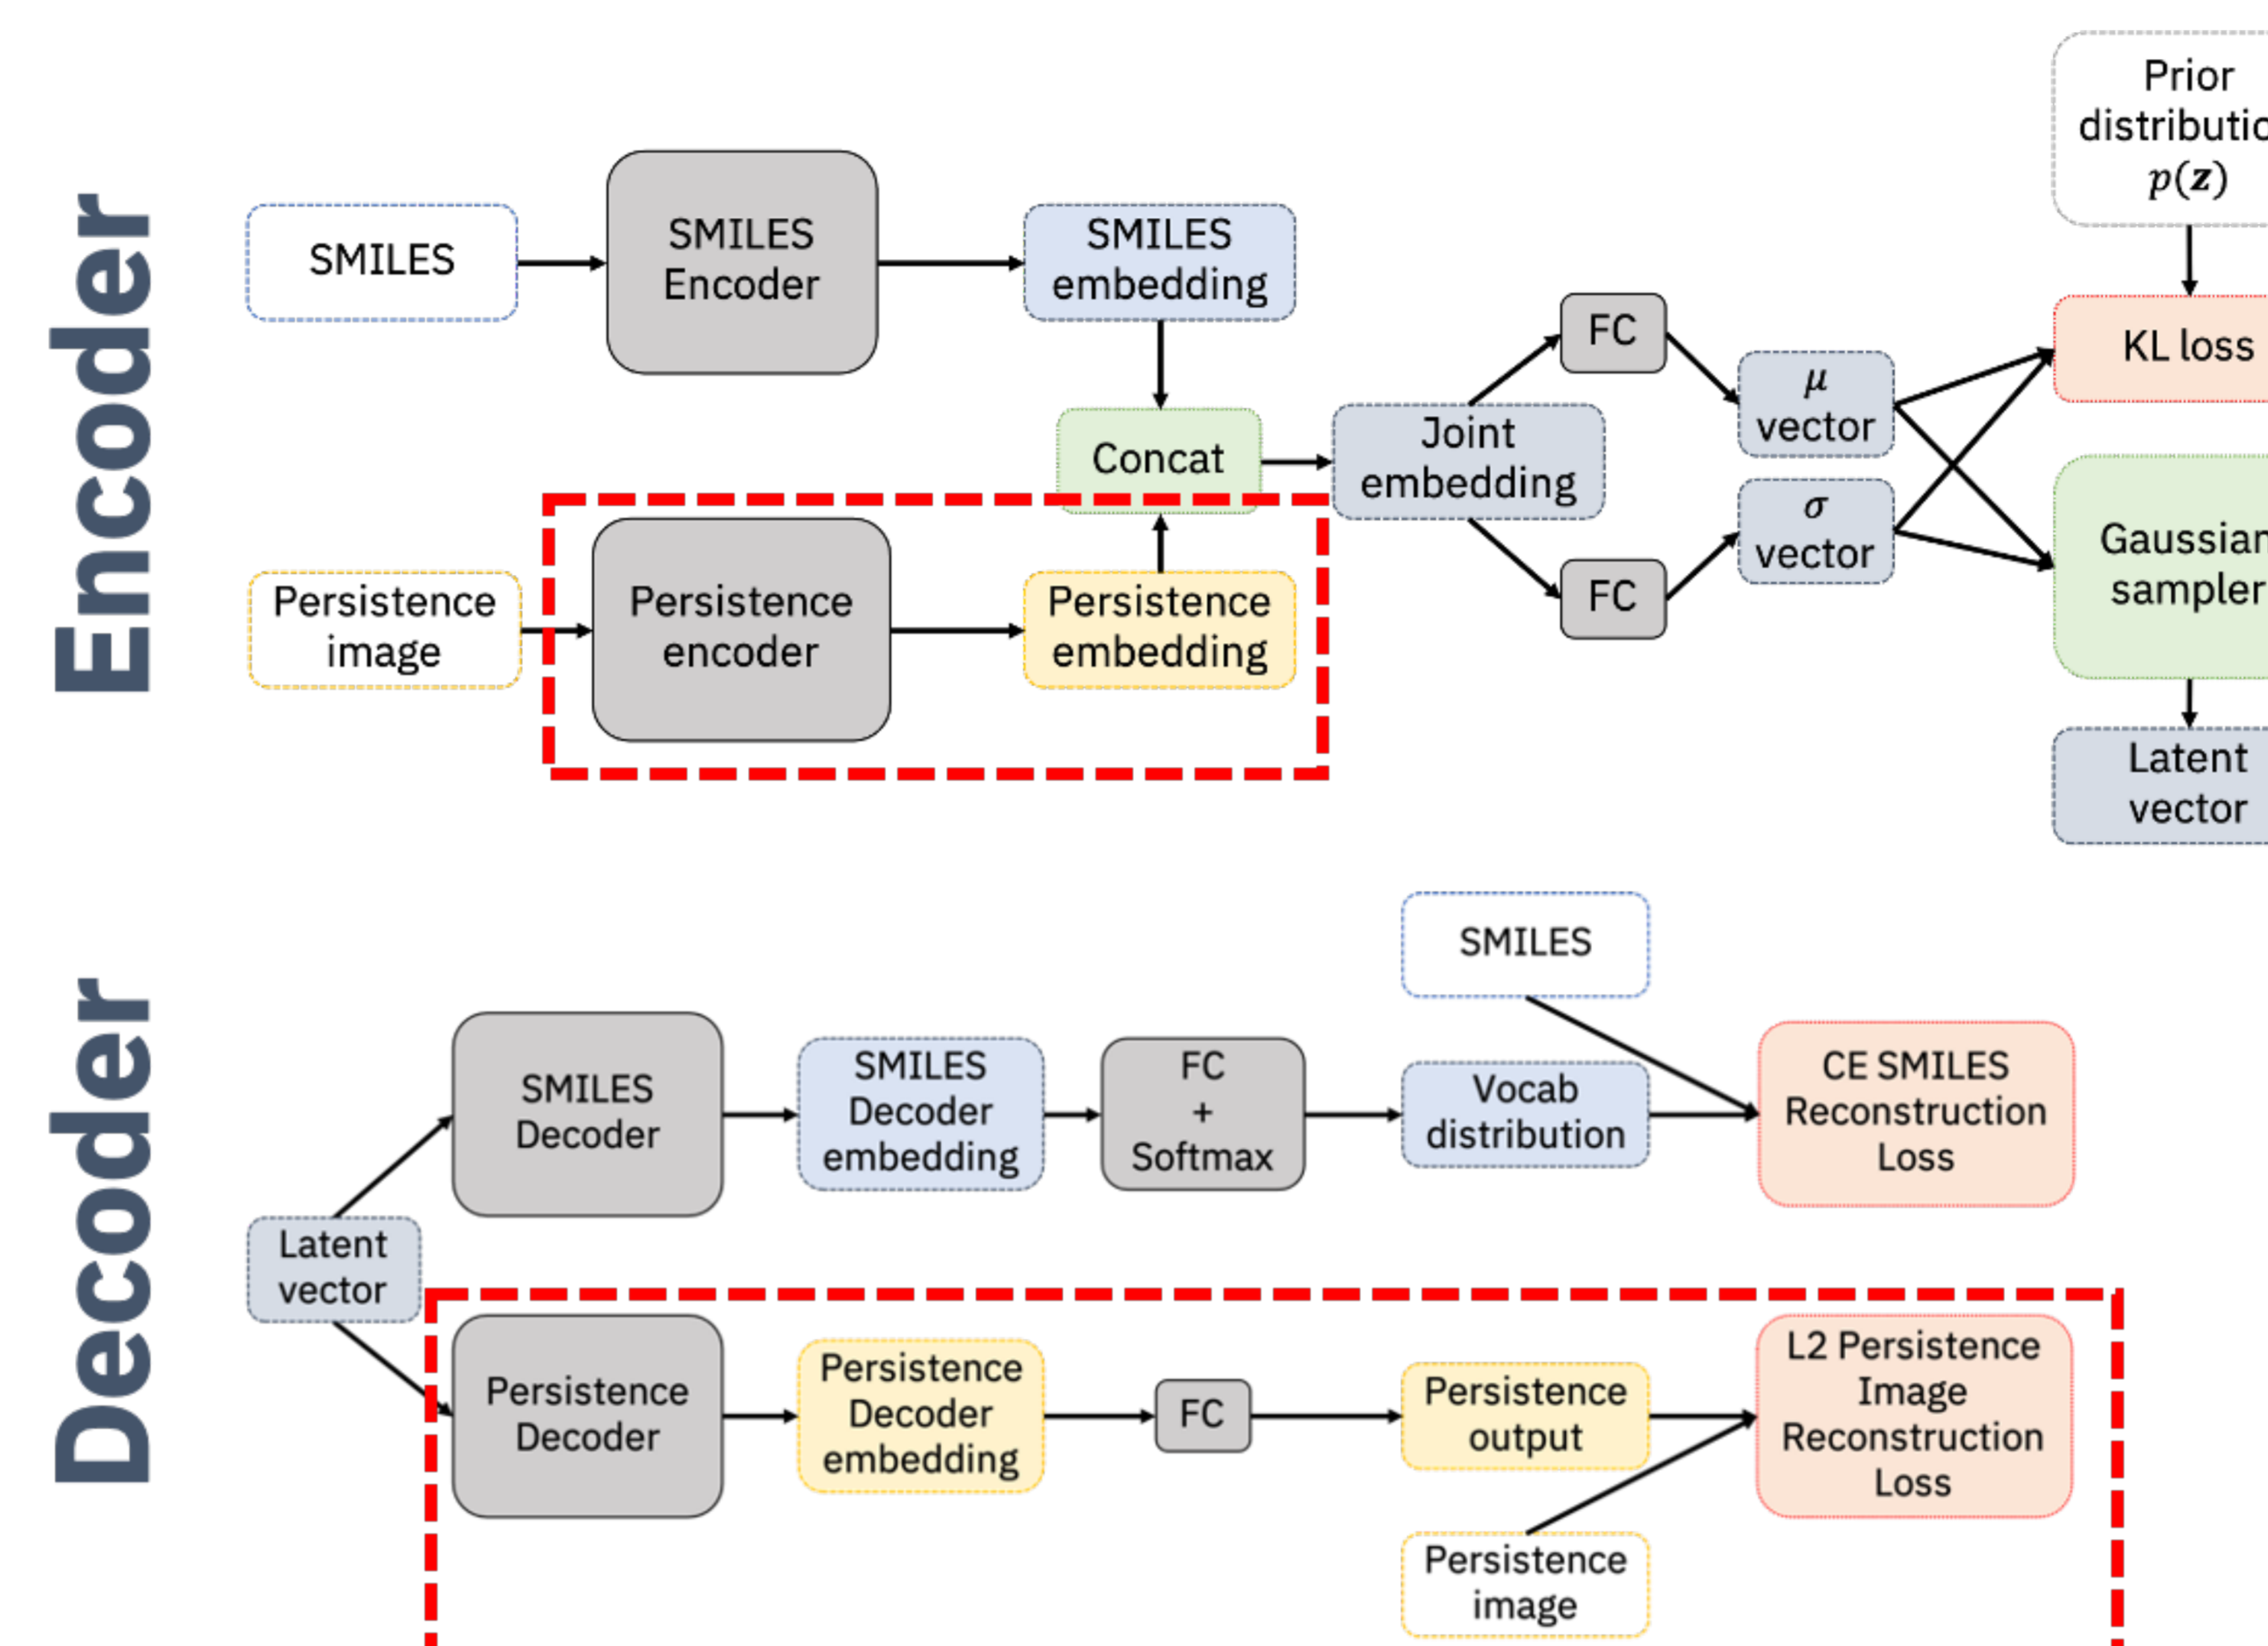 Encoder
SMILES
SMILES
Encoder
SMILES
embedding
Concat
Persistence
image
Persistence
encoder
Persistence
embedding
Joint
embedding
FC
FC
μ
vector
σ
vector
Prior
distributio
p(z)
KL loss
Gaussian
sampler
Latent
vector
Decoder
Latent
vector
SMILES
Decoder
SMILES
Decoder
embedding
FC
+
Softmax
SMILES
Vocab
distribution
CE SMILES
Reconstruction
Loss
Persistence
Decoder
Persistence
Decoder
embedding
FC
Persistence
output
Persistence
image
L2 Persistence
Image
Reconstruction
Loss